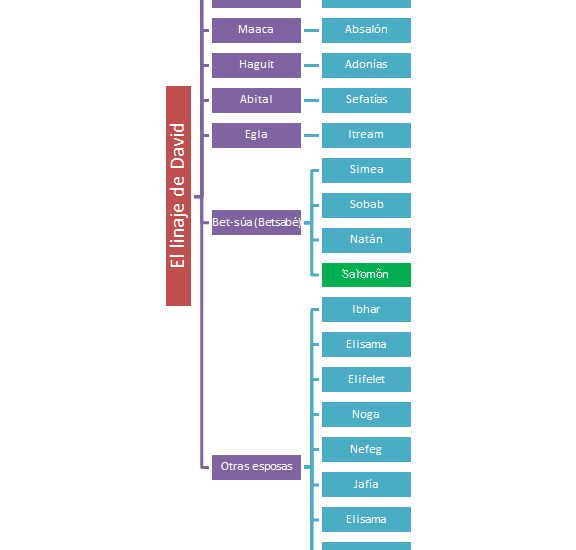 El linaje de David
Maaca
Absalón
Haguit
Adonías
Abital
Sefatías
Egla
Itream
Bet-súa (Betsabé)
Simea
Sobab
Natán
Salomón
Otras esposas
Ibhar
Elisama
Elifelet
Noga
Nefeg
Jafía
Elisama